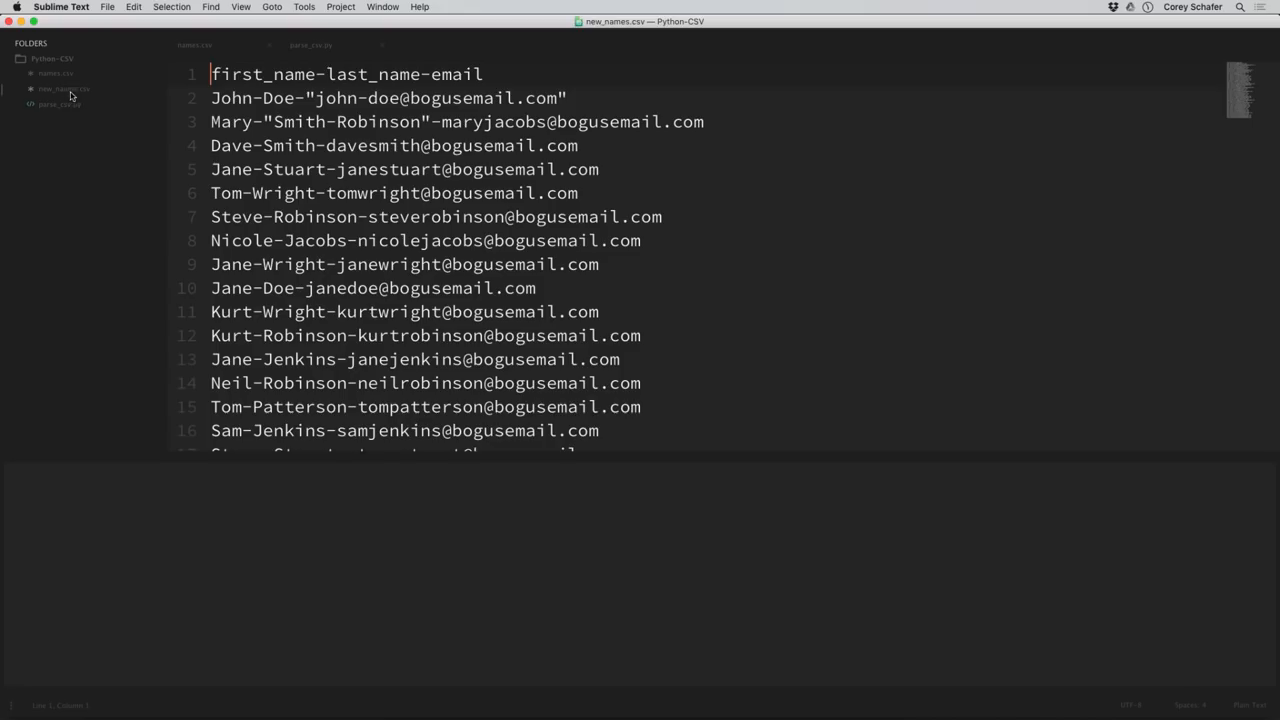 Sublime Text File Edit Selection Find View Goto Tools Project Window Help Corey Schafer
new_names.csv — Python-CSV
FOLDERS
Python-CSV
names.csv
new_names.csv
parse_csv.py
names.csv parse_csv.py
1 first_name-last_name-email
2 John-Doe-"john-doe@bogusemail.com"
3 Mary-"Smith-Robinson"-maryjacobs@bogusemail.com
4 Dave-Smith-davesmith@bogusemail.com
5 Jane-Stuart-janestuart@bogusemail.com
6 Tom-Wright-tomwright@bogusemail.com
7 Steve-Robinson-steverobinson@bogusemail.com
8 Nicole-Jacobs-nicolejacobs@bogusemail.com
9 Jane-Wright-janewright@bogusemail.com
10 Jane-Doe-janedoe@bogusemail.com
11 Kurt-Wright-kurtwright@bogusemail.com
12 Kurt-Robinson-kurtrobinson@bogusemail.com
13 Jane-Jenkins-janejenkins@bogusemail.com
14 Neil-Robinson-neilrobinson@bogusemail.com
15 Tom-Patterson-tompatterson@bogusemail.com
16 Sam-Jenkins-samjenkins@bogusemail.com
Line 1, Column 1 UTF-8 Spaces: 4 Plain Text